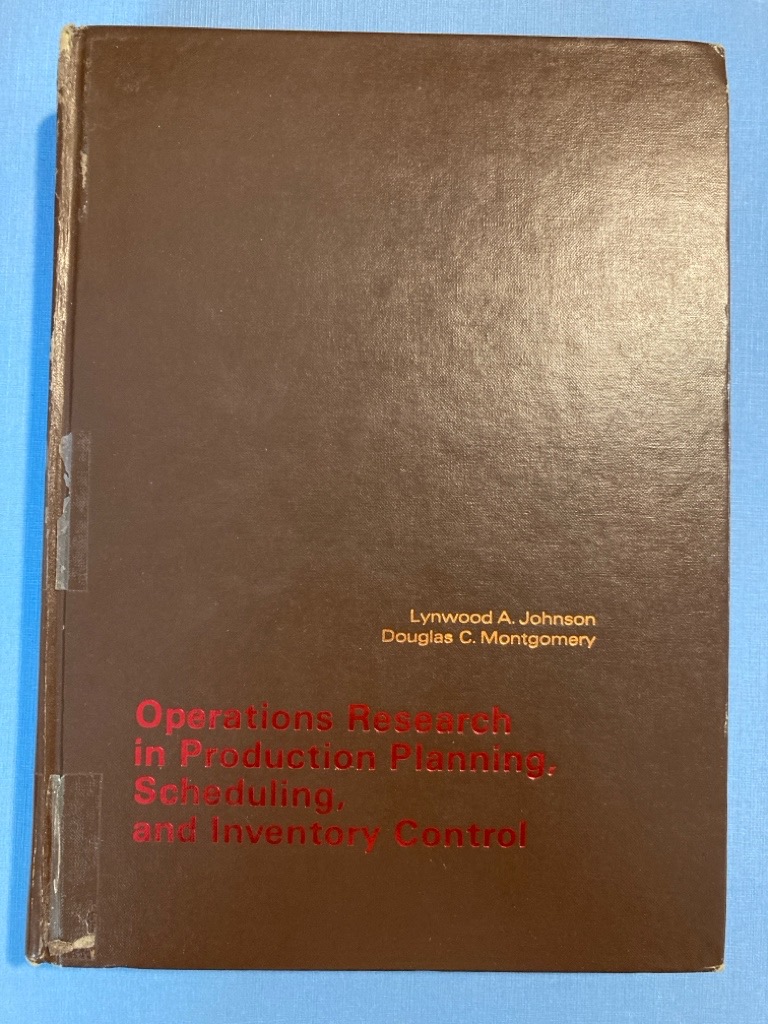 Lynwood A. Johnson
Douglas C. Montgomery
Operations Research
in Production Planning,
Scheduling,
and Inventory Control